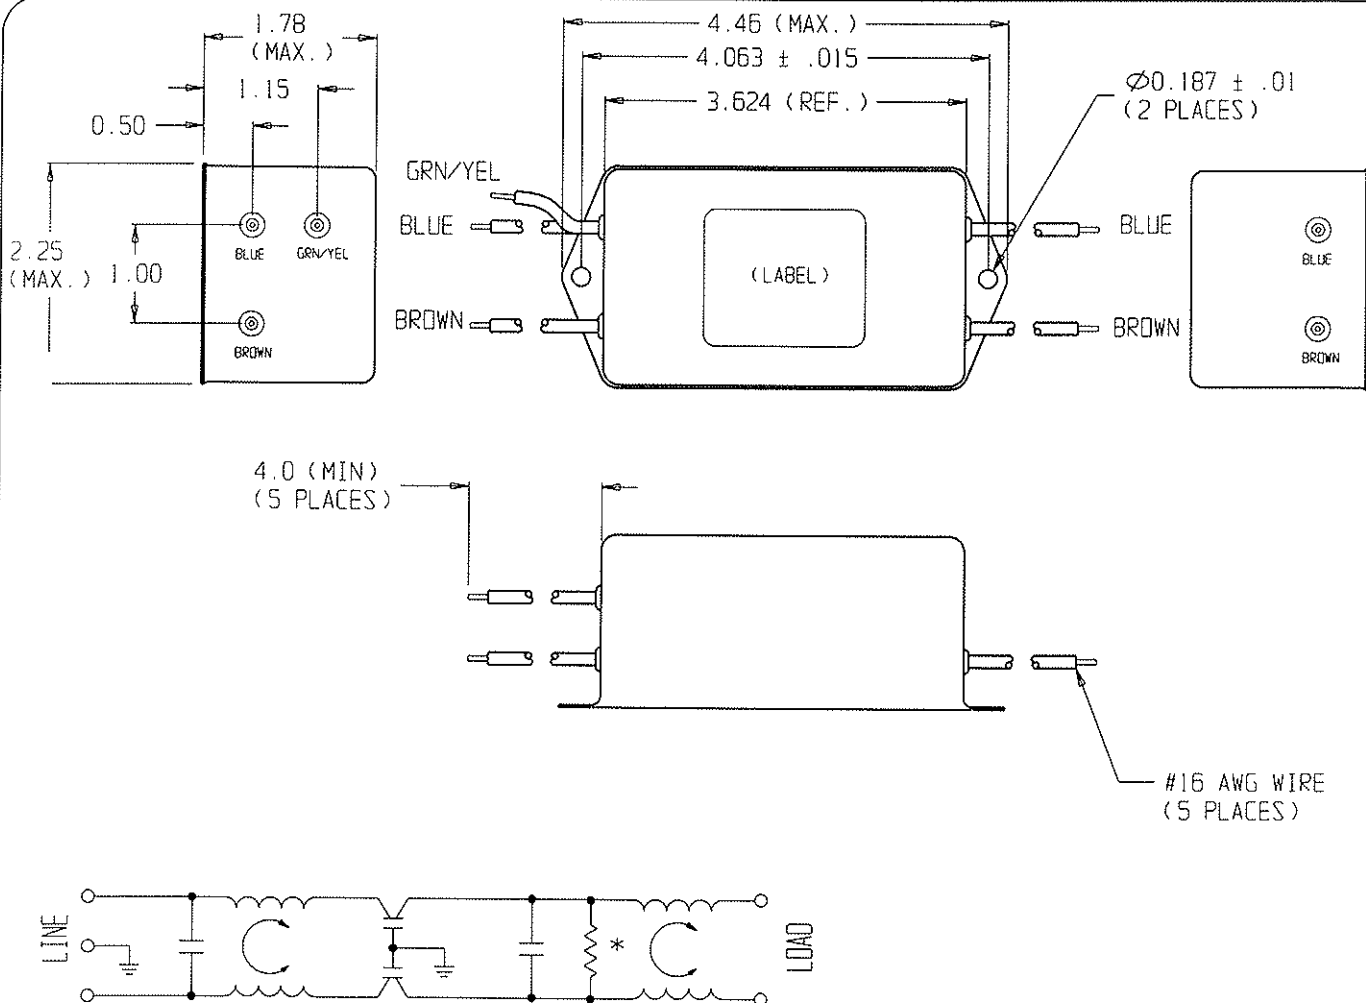 1.78
(MAX.)
1.15
0.50
4.46 (MAX.)
4.063 ± .015
3.624 (REF.)
Ø0.187 ± .01
(2 PLACES)
2.25
(MAX.)
1.00
BLUE
GRN/YEL
BROWN
GRN/YEL
BLUE
BROWN
(LABEL)
BLUE
BROWN
BLUE
BROWN
4.0 (MIN)
(5 PLACES)
#16 AWG WIRE
(5 PLACES)
LINE
*
LOAD